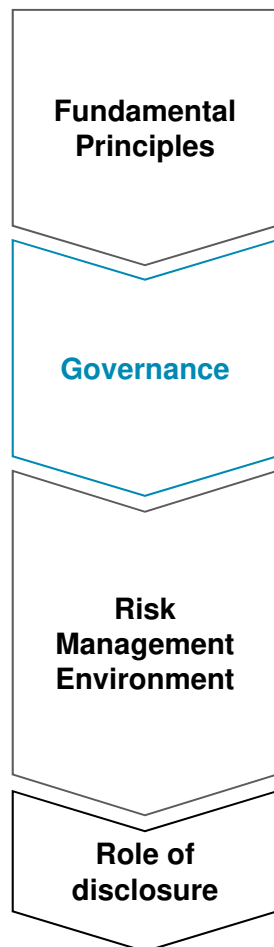 Fundamental
Principles
Governance
Risk
Management
Environment
Role of
disclosure